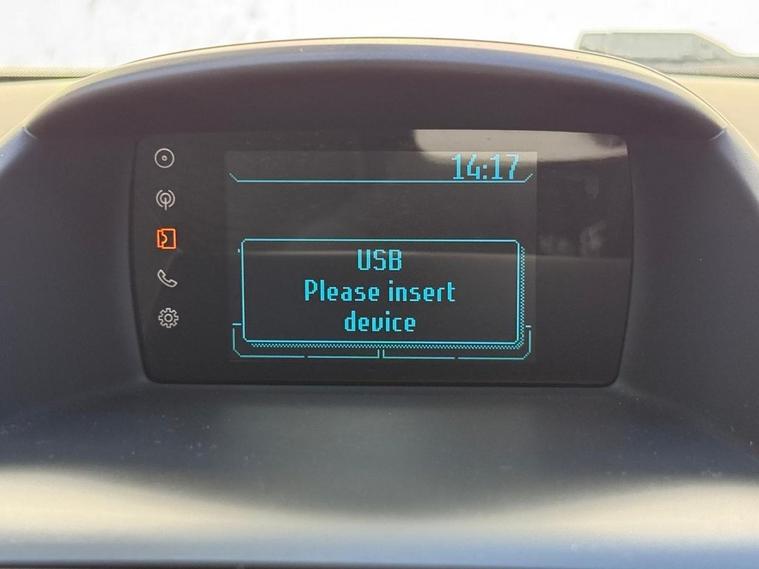 14:17
USB
Please insert
device